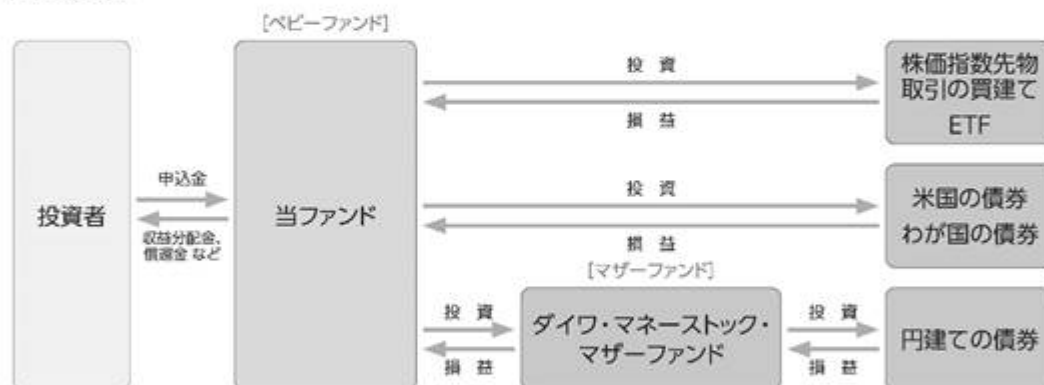 [ベビーファンド]
投資者
申込金
収益分配金、
償還金 など
当ファンド
投 資
損 益
株価指数先物
取引の買建て
ETF
投 資
損 益
米国の債券
わが国の債券
[マザーファンド]
投 資
損 益
ダイワ・マネーストック・
マザーファンド
投 資
損 益
円建ての債券